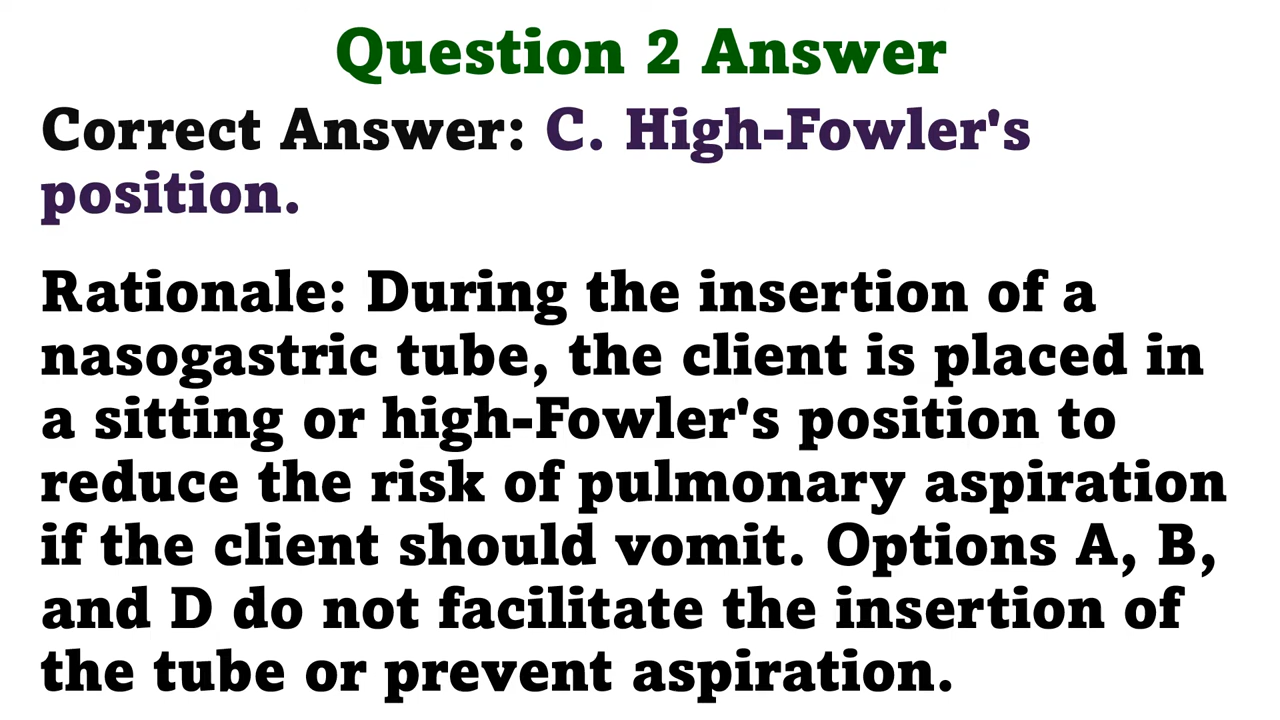 Question 2 Answer
Correct Answer: C. High-Fowler's
position.
Rationale: During the insertion of a
nasogastric tube, the client is placed in
a sitting or high-Fowler's position to
reduce the risk of pulmonary aspiration
if the client should vomit. Options A, B,
and D do not facilitate the insertion of
the tube or prevent aspiration.